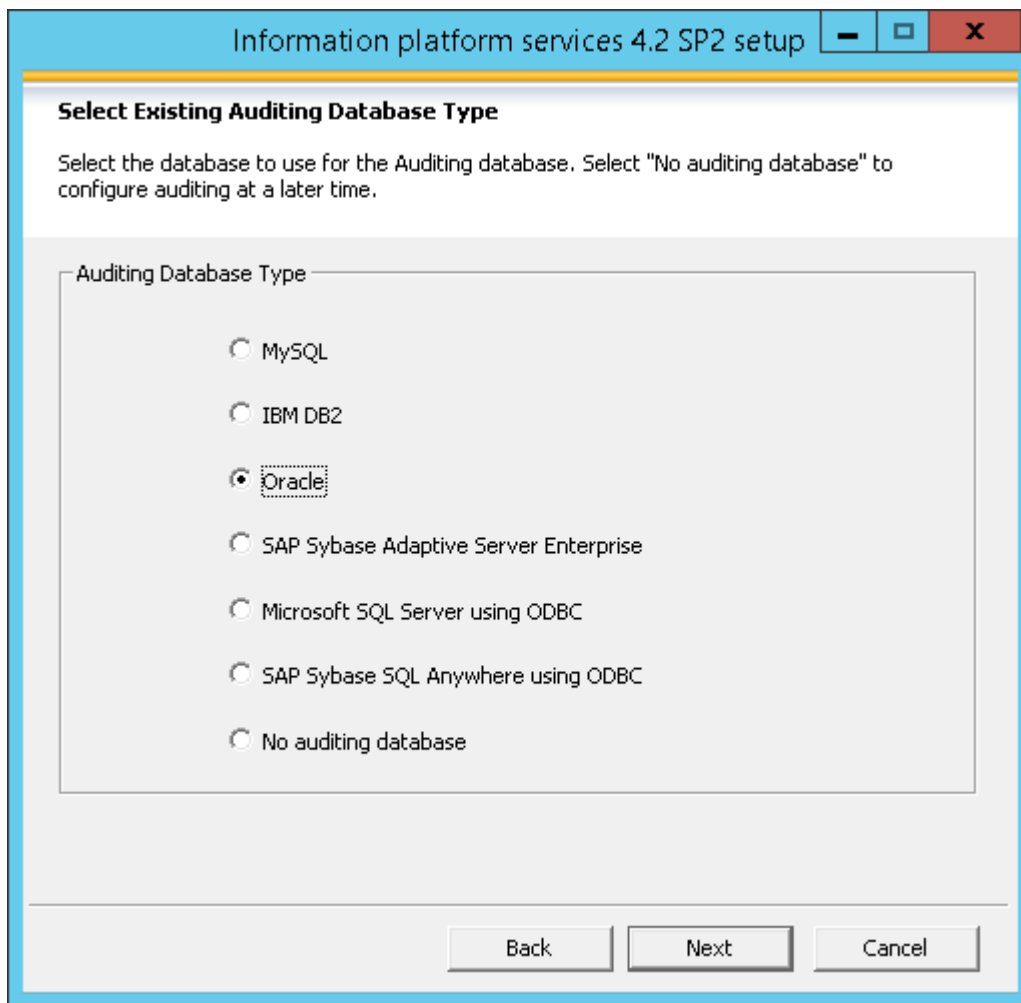 Information platform services 4.2 SP2 setup
Select Existing Auditing Database Type
Select the database to use for the Auditing database. Select "No auditing database" to
configure auditing at a later time.
Auditing Database Type
MySQL
IBM DB2
Oracle
SAP Sybase Adaptive Server Enterprise
Microsoft SQL Server using ODBC
SAP Sybase SQL Anywhere using ODBC
No auditing database
Back Next Cancel